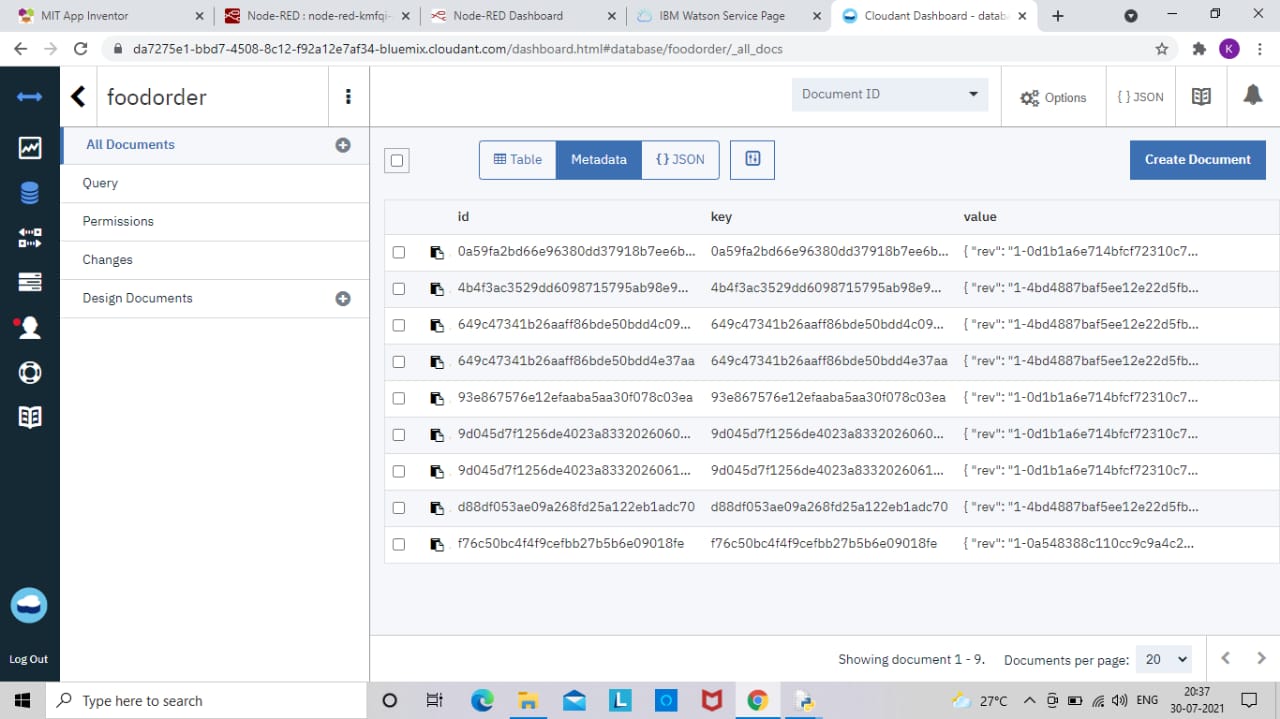 MIT App Inventor
Node-RED : node-red-kmfqi-
Node-RED Dashboard
IBM Watson Service Page
Cloudant Dashboard - databa
da7275e1-bbd7-4508-8c12-f92a12e7af34-bluemix.cloudant.com/dashboard.html#database/foodorder/_all_docs
K
foodorder
Document ID
Options
{ } JSON
All Documents
Query
Permissions
Changes
Design Documents
Table
Metadata
{ } JSON
Create Document
id key value
0a59fa2bd66e96380dd37918b7ee6b... 0a59fa2bd66e96380dd37918b7ee6b... { "rev": "1-0d1b1a6e714bfcf72310c7...
4b4f3ac3529dd6098715795ab98e9... 4b4f3ac3529dd6098715795ab98e9... { "rev": "1-4bd4887baf5ee12e22d5fb...
649c47341b26aaff86bde50bdd4c09... 649c47341b26aaff86bde50bdd4c09... { "rev": "1-4bd4887baf5ee12e22d5fb...
649c47341b26aaff86bde50bdd4e37aa 649c47341b26aaff86bde50bdd4e37aa { "rev": "1-4bd4887baf5ee12e22d5fb...
93e867576e12efaaba5aa30f078c03ea 93e867576e12efaaba5aa30f078c03ea { "rev": "1-0d1b1a6e714bfcf72310c7...
9d045d7f1256de4023a8332026060... 9d045d7f1256de4023a8332026060... { "rev": "1-0d1b1a6e714bfcf72310c7...
9d045d7f1256de4023a8332026061... 9d045d7f1256de4023a8332026061... { "rev": "1-0d1b1a6e714bfcf72310c7...
d88df053ae09a268fd25a122eb1adc70 d88df053ae09a268fd25a122eb1adc70 { "rev": "1-4bd4887baf5ee12e22d5fb...
f76c50bc4f4f9cefbb27b5b6e09018fe f76c50bc4f4f9cefbb27b5b6e09018fe { "rev": "1-0a548388c110cc9c9a4c2...
Log Out
Showing document 1 - 9.
Documents per page: 20
Type here to search
L
27°C
ENG
20:37
30-07-2021